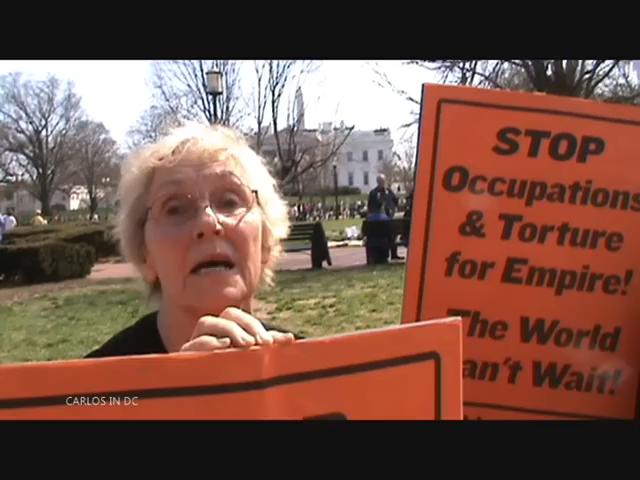 STOP
Occupations
& Torture
for Empire!
The World
an't Wait!
CARLOS IN DC